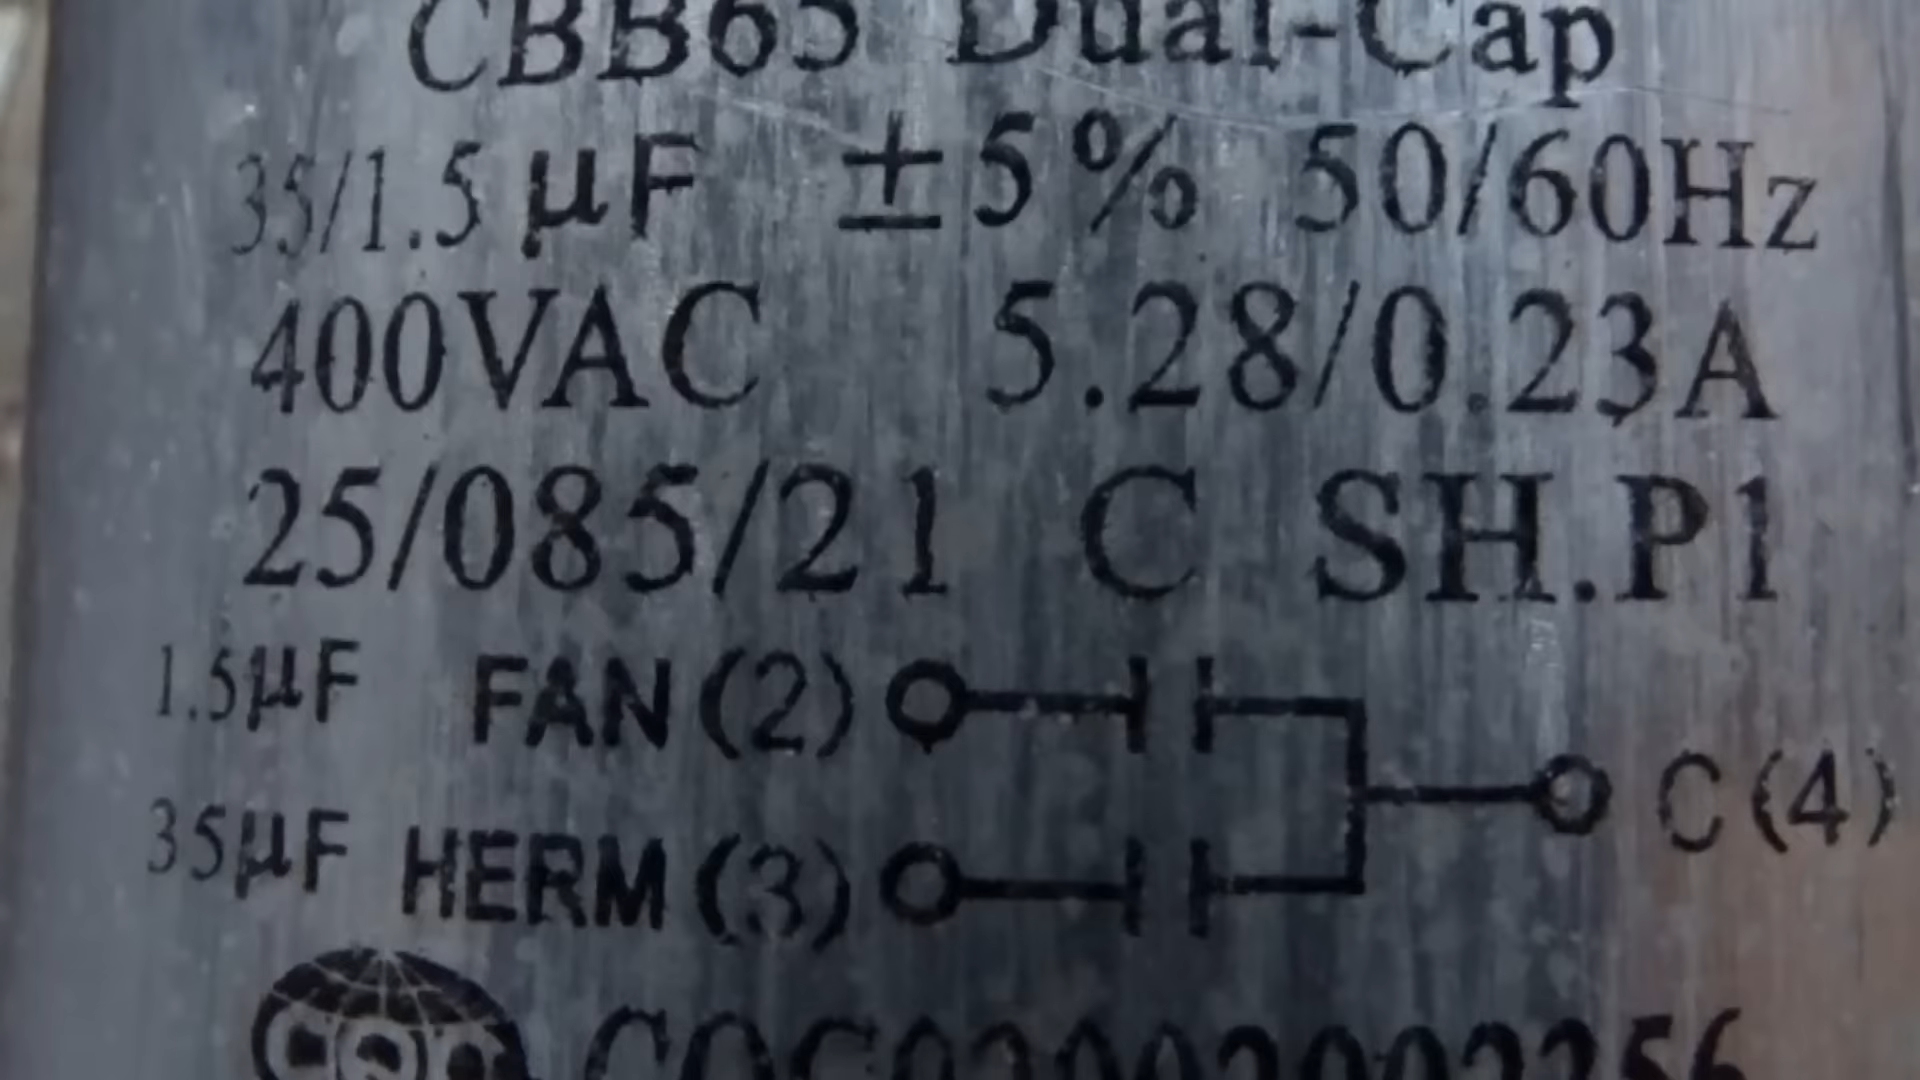 CBB65 Dual-Cap
35/1.5 µF ±5% 50/60Hz
400VAC 5.28/0.23A
25/085/21 C SH.P1
1.5µF FAN (2) C (4)
35µF HERM (3)